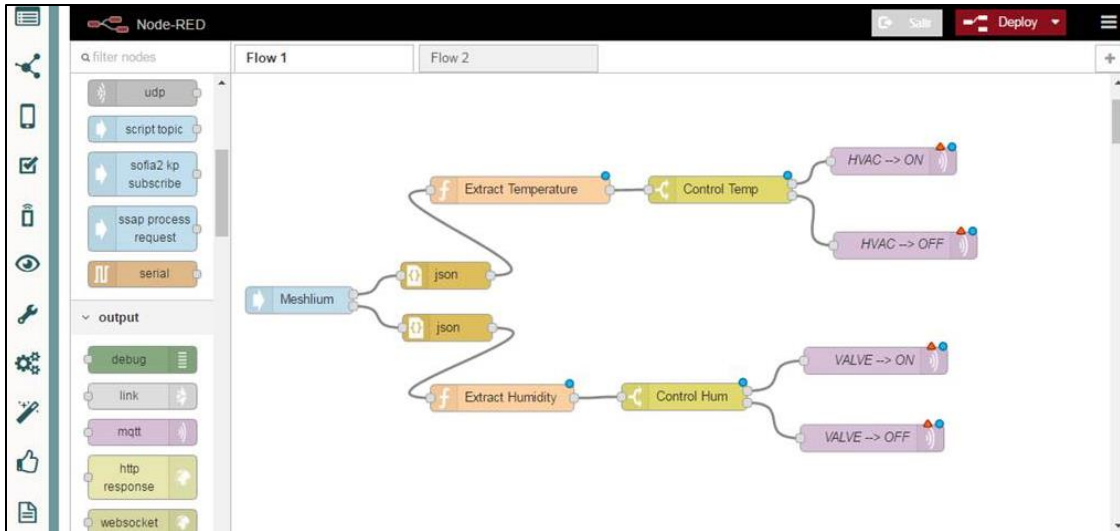 Node-RED
Salir
Deploy
filter nodes
Flow 1
Flow 2
udp
script topic
sofia2 kp
subscribe
ssap process
request
serial
output
debug
link
mqtt
http
response
websocket
Meshlium
json
json
Extract Temperature
Control Temp
HVAC --> ON
HVAC --> OFF
Extract Humidity
Control Hum
VALVE --> ON
VALVE --> OFF